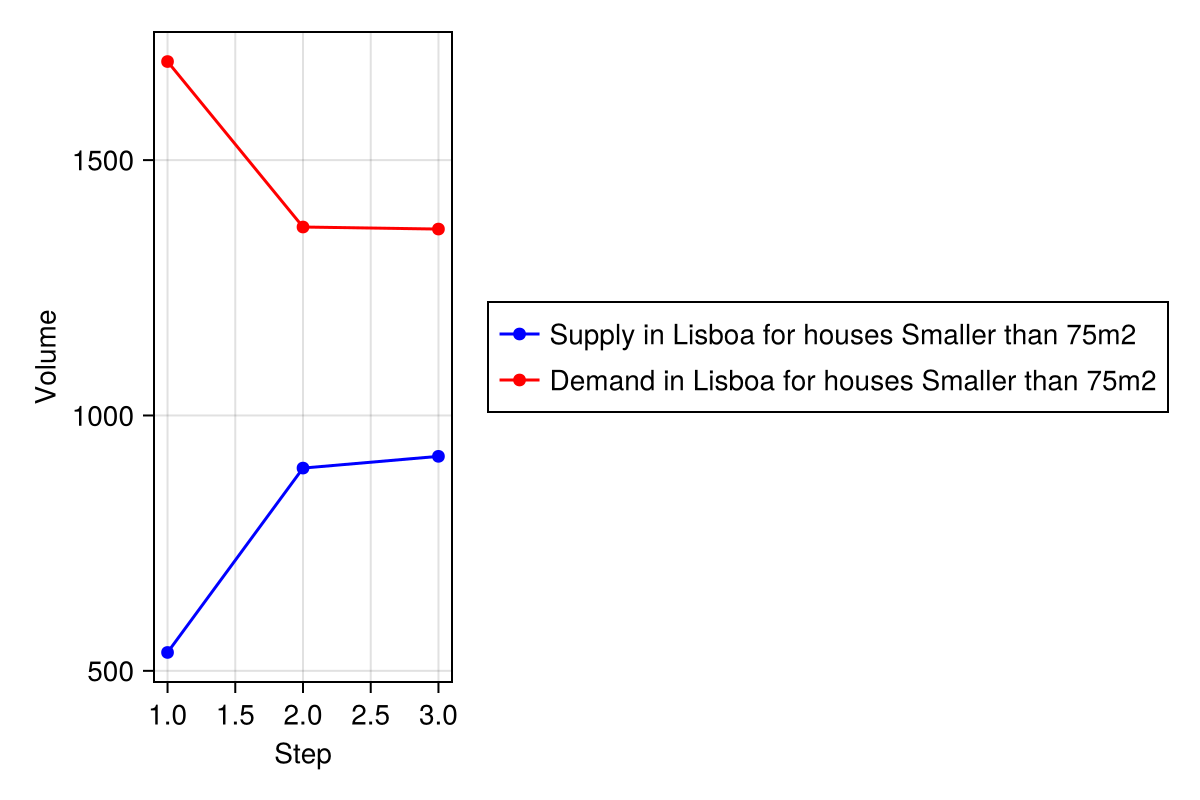 1500
1000
500
Volume
1.0 1.5 2.0 2.5 3.0
Step
Supply in Lisboa for houses Smaller than 75m2
Demand in Lisboa for houses Smaller than 75m2